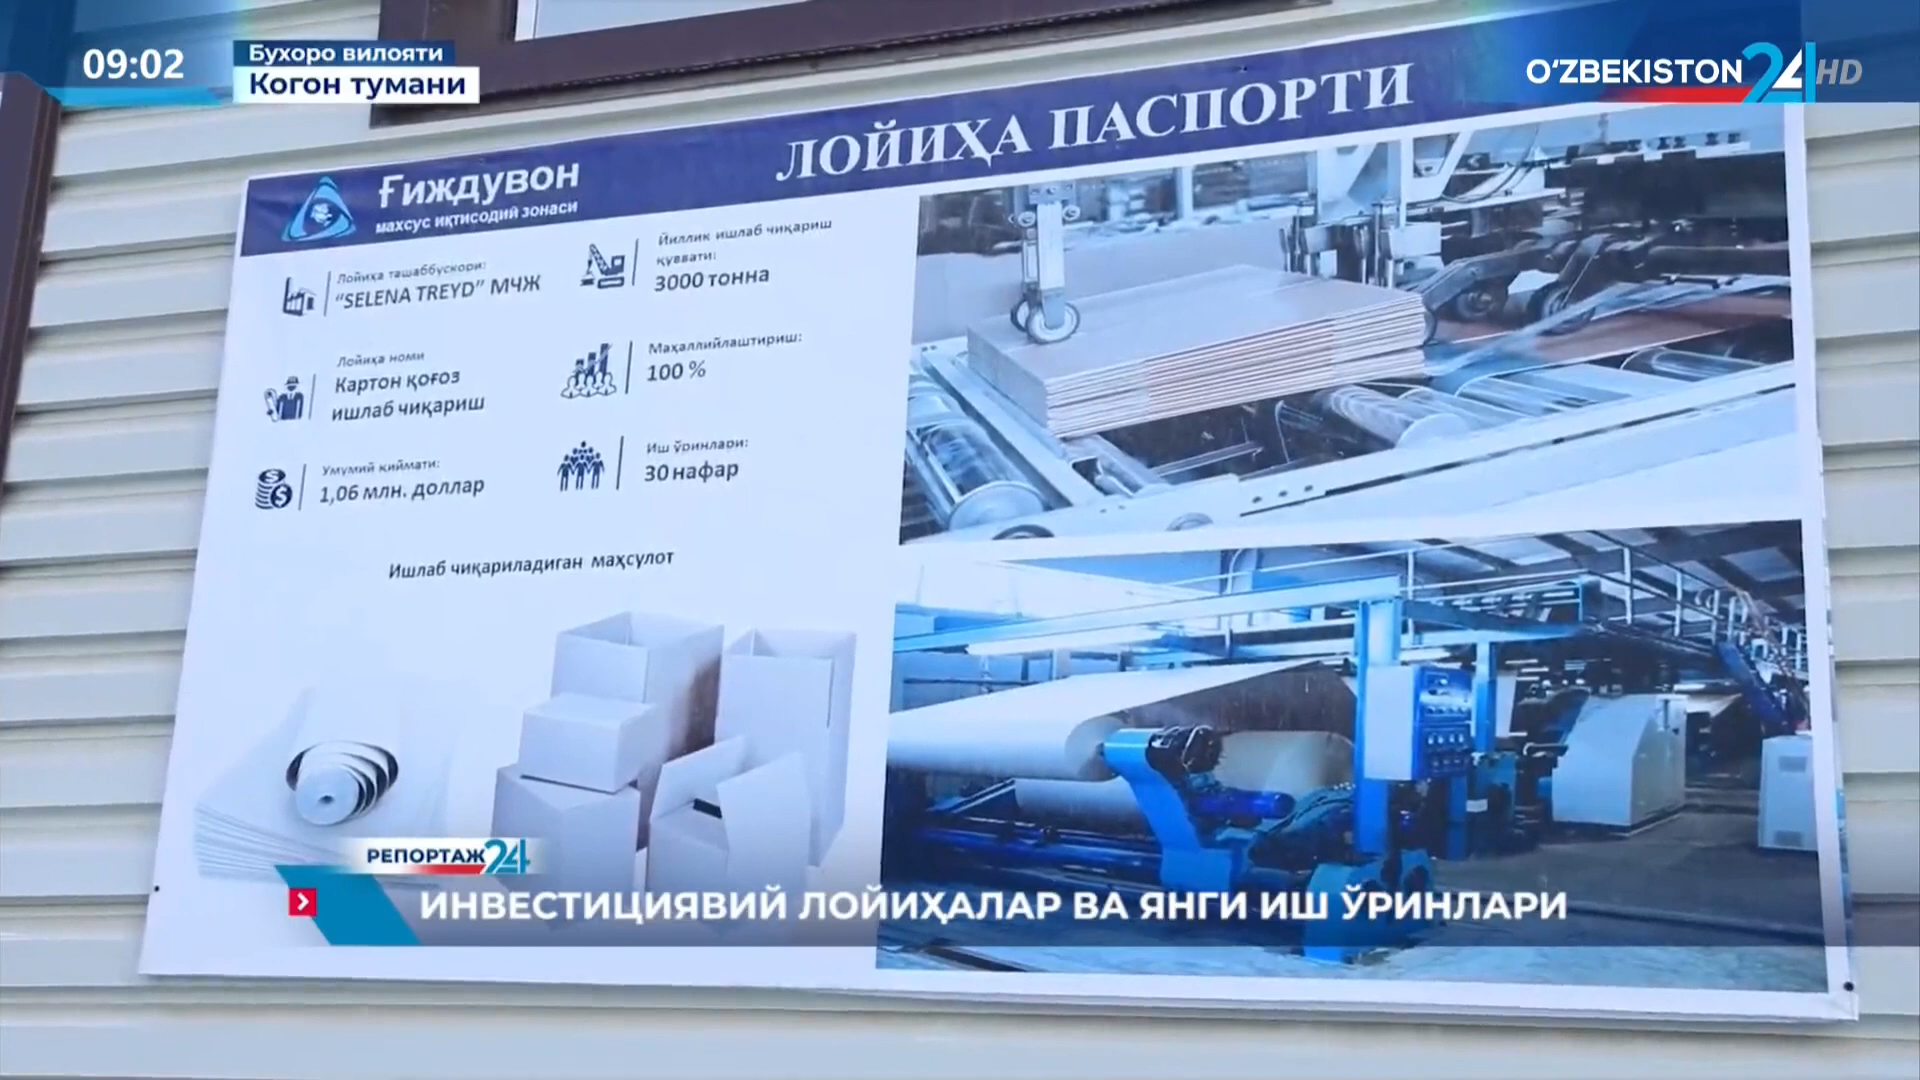 09:02
Бухоро вилояти
Когон тумани
O‘ZBEKISTON 24 HD
ЛОЙИҲА ПАСПОРТИ
Ғиждувон
махсус иқтисодий зонаси
Лойиҳа ташаббускори:
“SELENA TREYD” МЧЖ
Йиллик ишлаб чиқариш
қуввати:
3000 тонна
Лойиҳа номи
Картон қоғоз
ишлаб чиқариш
Маҳаллийлаштириш:
100 %
Умумий қиймати:
1,06 млн. доллар
Иш ўринлари:
30 нафар
Ишлаб чиқариладиган маҳсулот
РЕПОРТАЖ 24
ИНВЕСТИЦИЯВИЙ ЛОЙИҲАЛАР ВА ЯНГИ ИШ ЎРИНЛАРИ